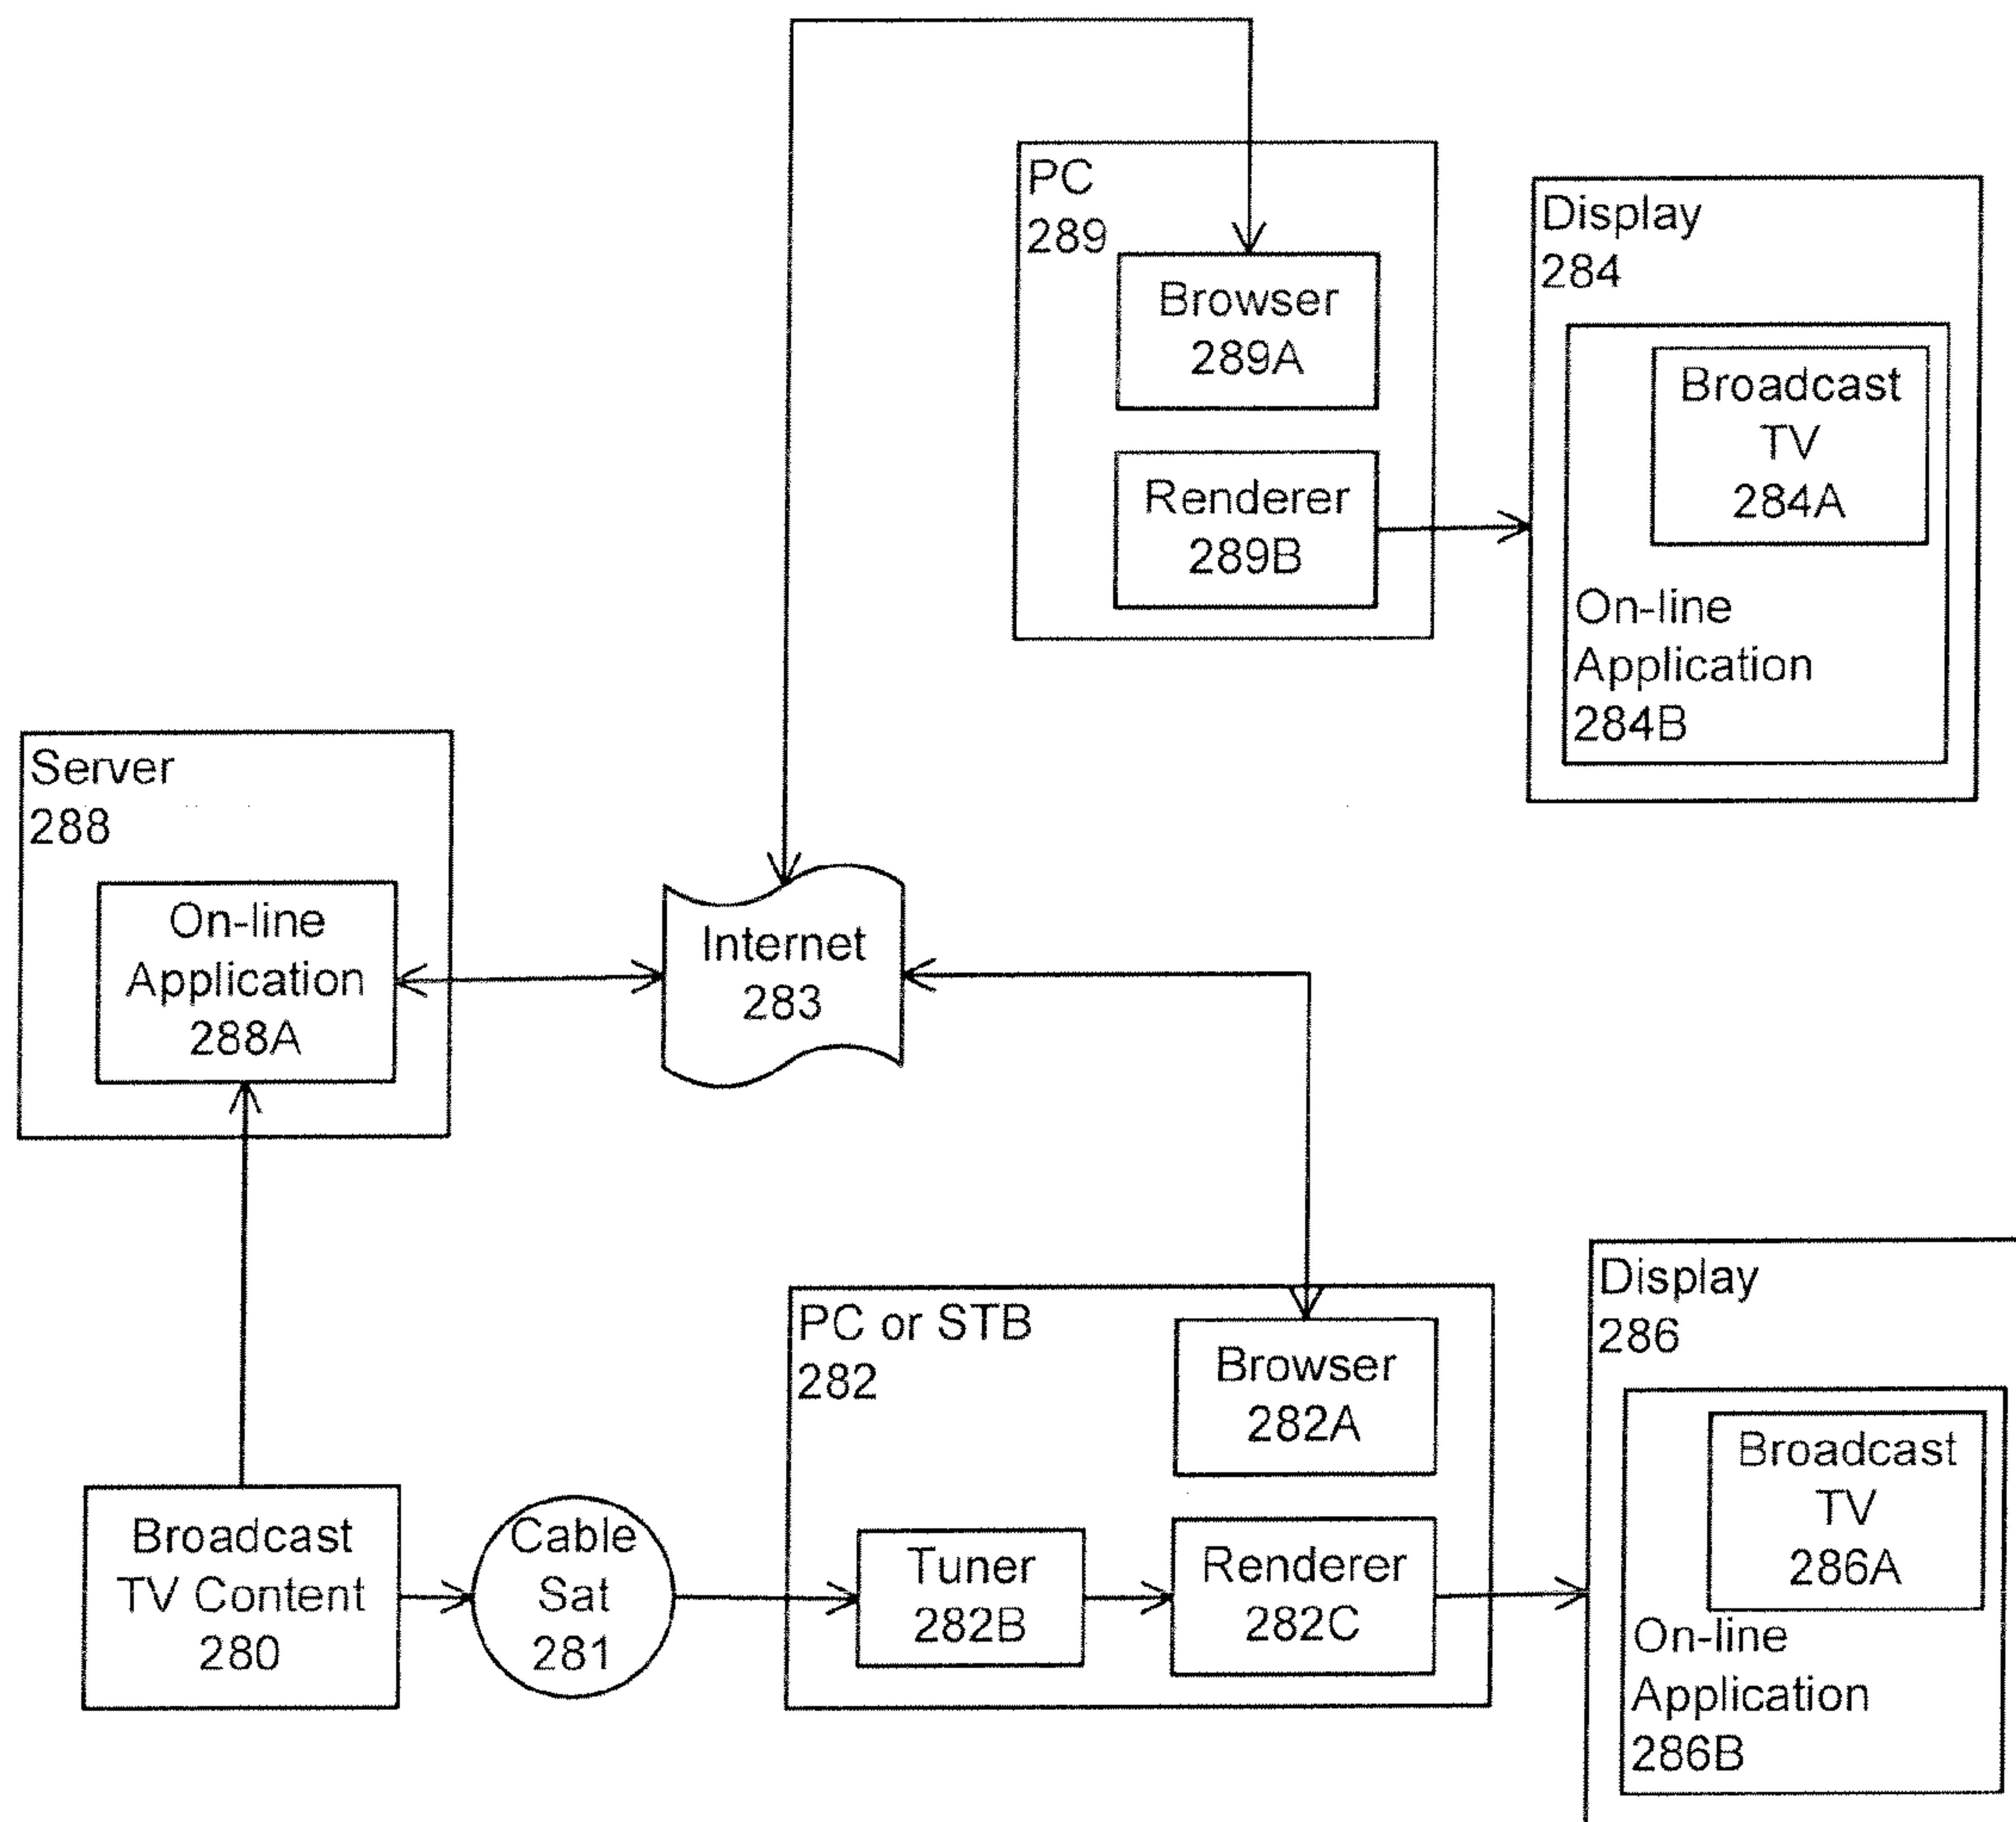 PC
289
Browser
289A
Renderer
289B
Display
284
Broadcast
TV
284A
On-line
Application
284B
Server
288
On-line
Application
288A
Internet
283
PC or STB
282
Browser
282A
Tuner
282B
Renderer
282C
Display
286
Broadcast
TV
286A
On-line
Application
286B
Broadcast
TV Content
280
Cable
Sat
281